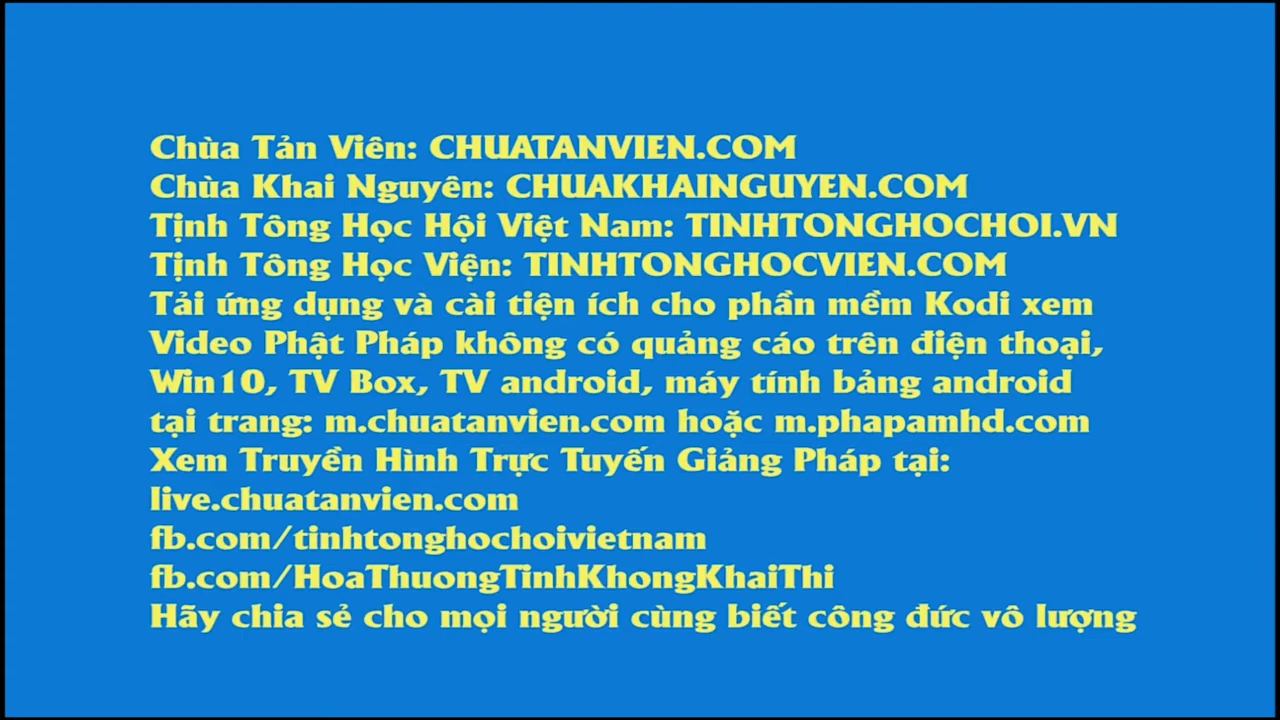 Chùa Tản Viên: CHUATANVIEN.COM
Chùa Khai Nguyên: CHUAKHAINGUYEN.COM
Tịnh Tông Học Hội Việt Nam: TINHTONGHOCHOI.VN
Tịnh Tông Học Viện: TINHTONGHOCVIEN.COM
Tải ứng dụng và cài tiện ích cho phần mềm Kodi xem
Video Phật Pháp không có quảng cáo trên điện thoại,
Win10, TV Box, TV android, máy tính bảng android
tại trang: m.chuatanvien.com hoặc m.phapamhd.com
Xem Truyền Hình Trực Tuyến Giảng Pháp tại:
live.chuatanvien.com
fb.com/tinhtonghochoivietnam
fb.com/HoaThuongTinhKhongKhaiThi
Hãy chia sẻ cho mọi người cùng biết công đức vô lượng